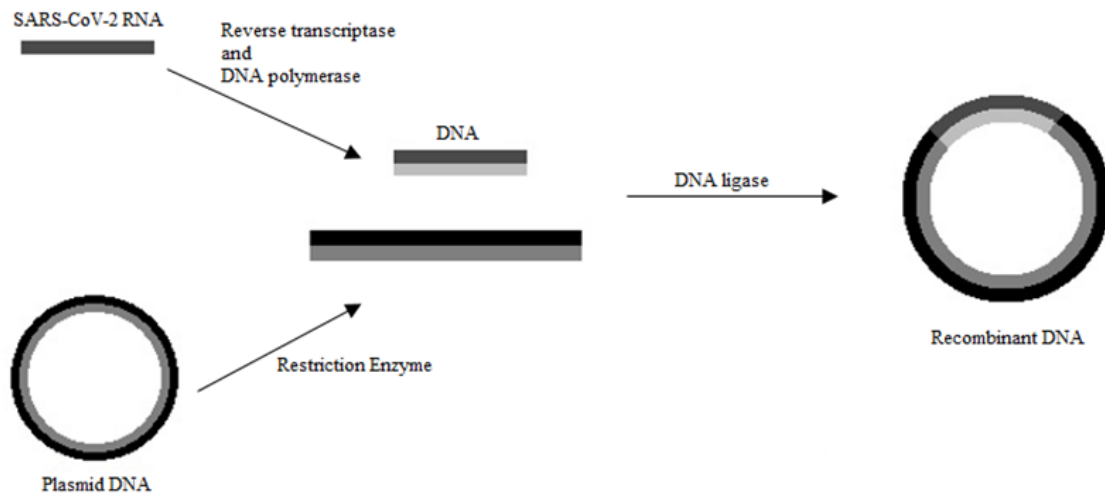 SARS-CoV-2 RNA
Reverse transcriptase
and
DNA polymerase
DNA
DNA ligase
Recombinant DNA
Restriction Enzyme
Plasmid DNA